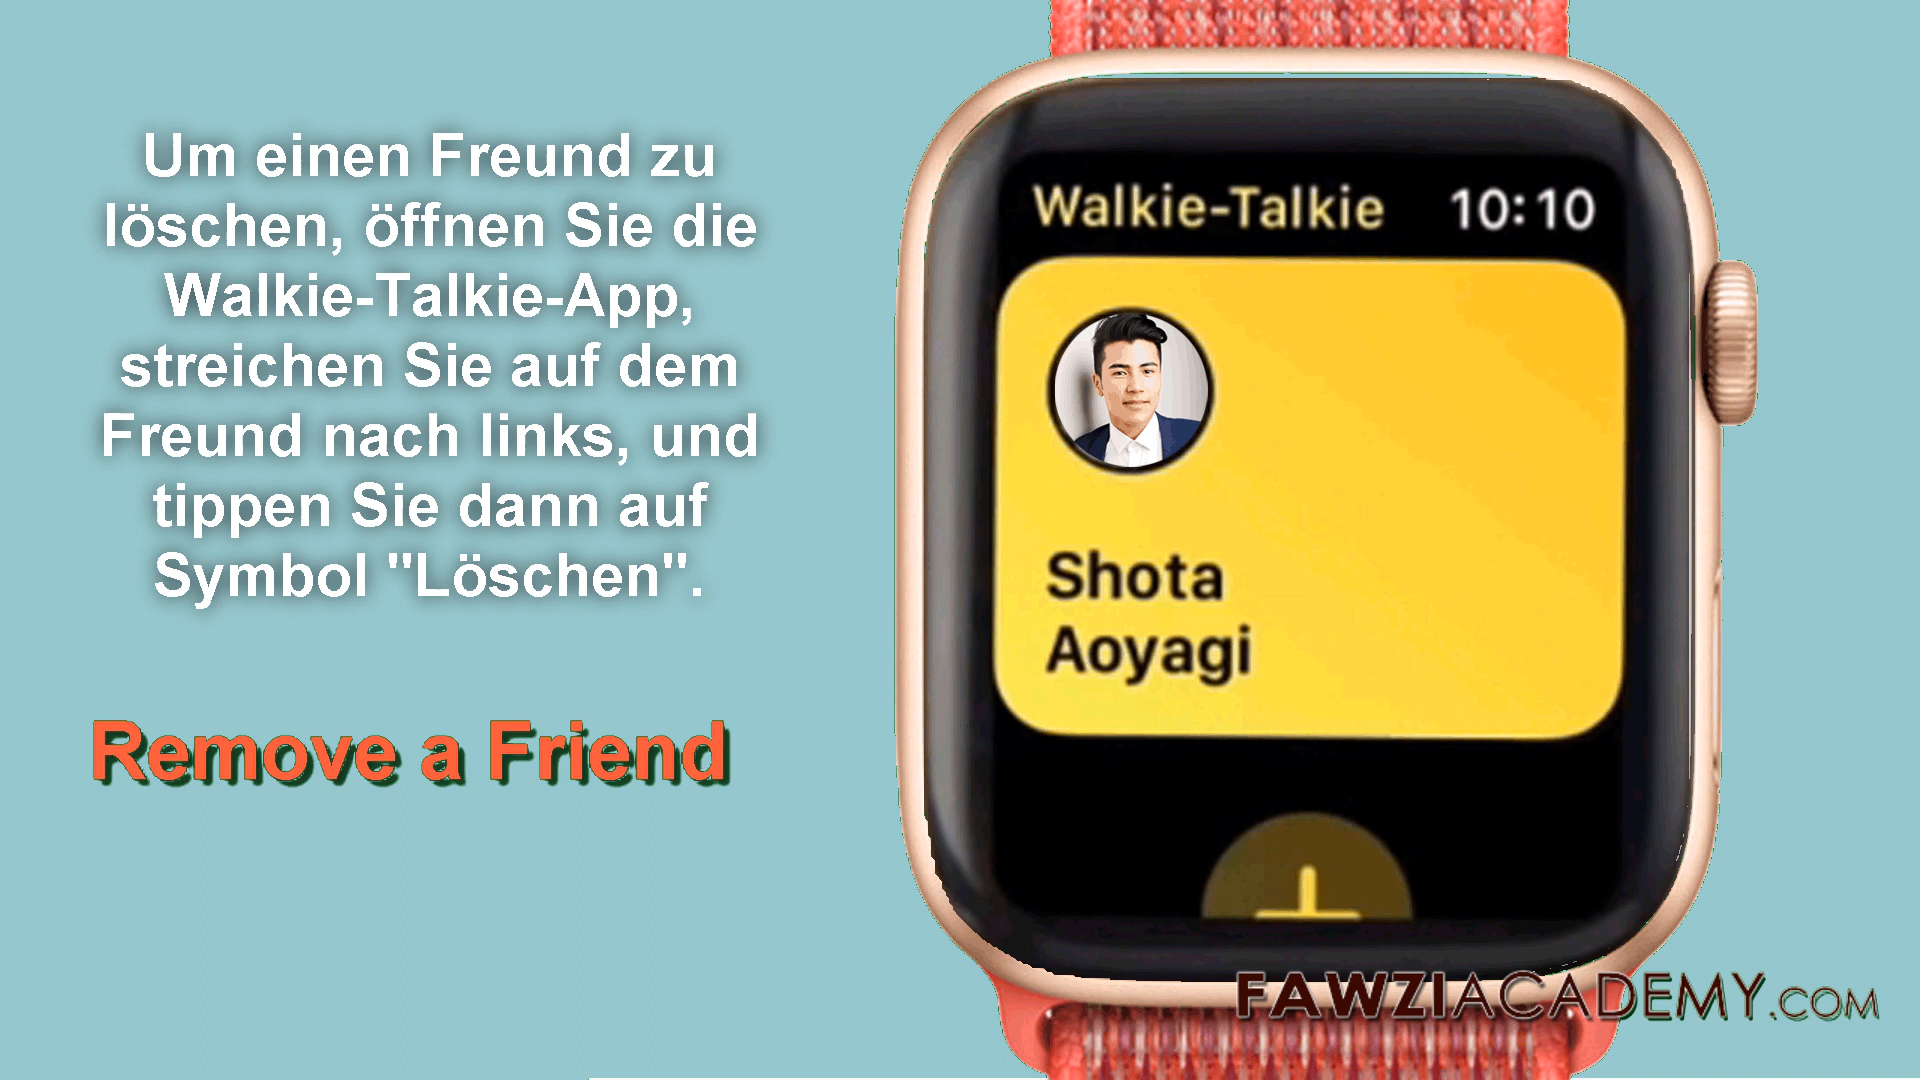 Um einen Freund zu
löschen, öffnen Sie die
Walkie-Talkie-App,
streichen Sie auf dem
Freund nach links, und
tippen Sie dann auf
Symbol "Löschen".
Remove a Friend
Walkie-Talkie 10:10
Shota
Aoyagi
FAWZIACADEMY.COM